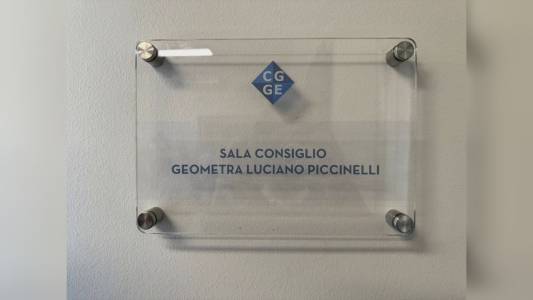 CG
GE
SALA CONSIGLIO
GEOMETRA LUCIANO PICCINELLI